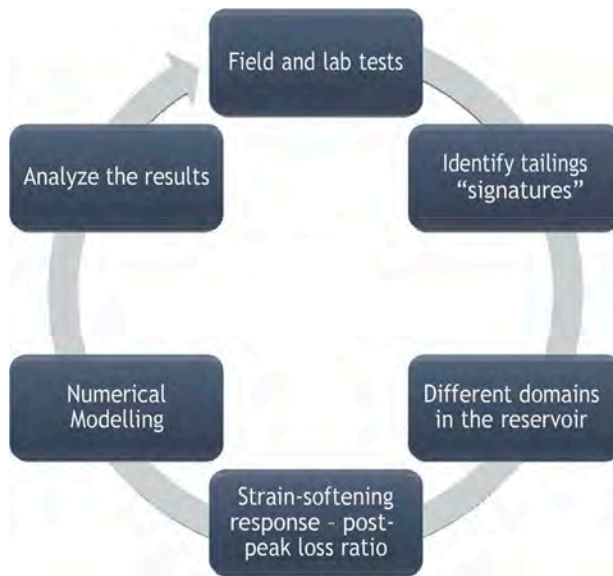 Field and lab tests
Identify tailings
“signatures”
Different domains
in the reservoir
Strain-softening
response – post-
peak loss ratio
Numerical
Modelling
Analyze the results